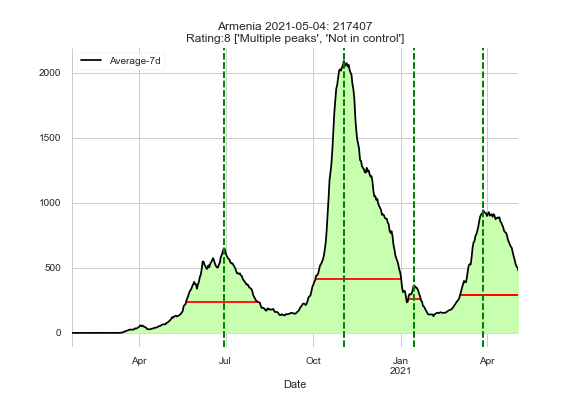 Armenia 2021-05-04: 217407
Rating:8 ['Multiple peaks', 'Not in control']
Average-7d
2000
1500
1000
500
0
Apr
Jul
Oct
Jan
2021
Apr
Date